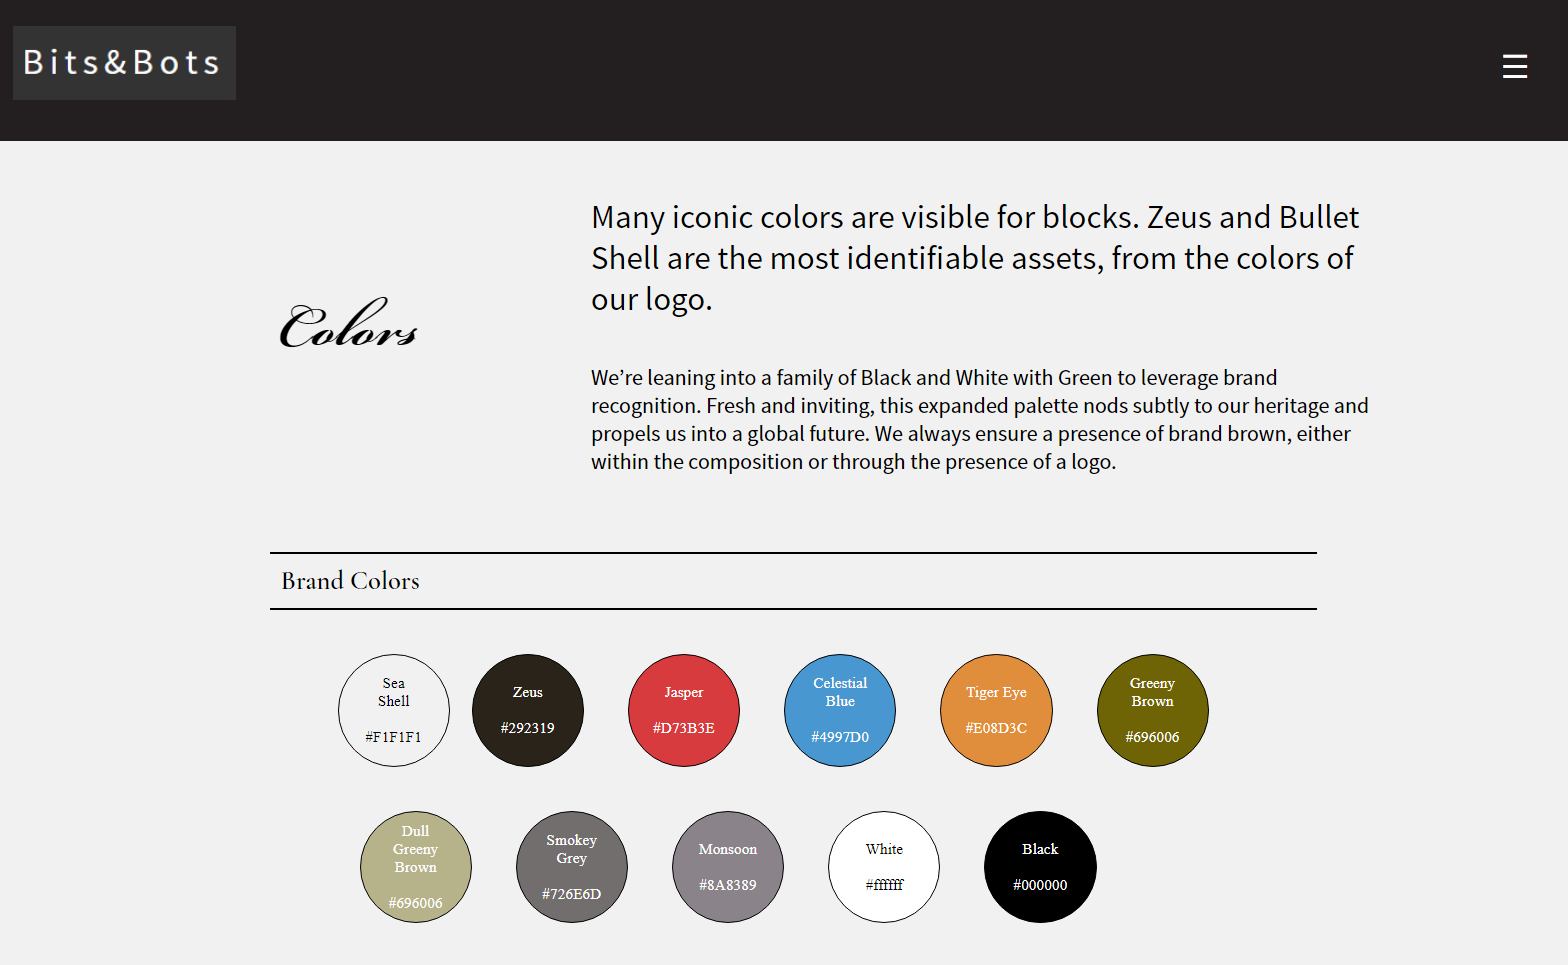 Bits&Bots
Many iconic colors are visible for blocks. Zeus and Bullet
Shell are the most identifiable assets, from the colors of
our logo.
Colors
We’re leaning into a family of Black and White with Green to leverage brand
recognition. Fresh and inviting, this expanded palette nods subtly to our heritage and
propels us into a global future. We always ensure a presence of brand brown, either
within the composition or through the presence of a logo.
Brand Colors
Sea
Shell
#F1F1F1
Zeus
#292319
Jasper
#D73B3E
Celestial
Blue
#4997D0
Tiger Eye
#E08D3C
Greeny
Brown
#696006
Dull
Greeny
Brown
#696006
Smokey
Grey
#726E6D
Monsoon
#8A8389
White
#ffffff
Black
#000000